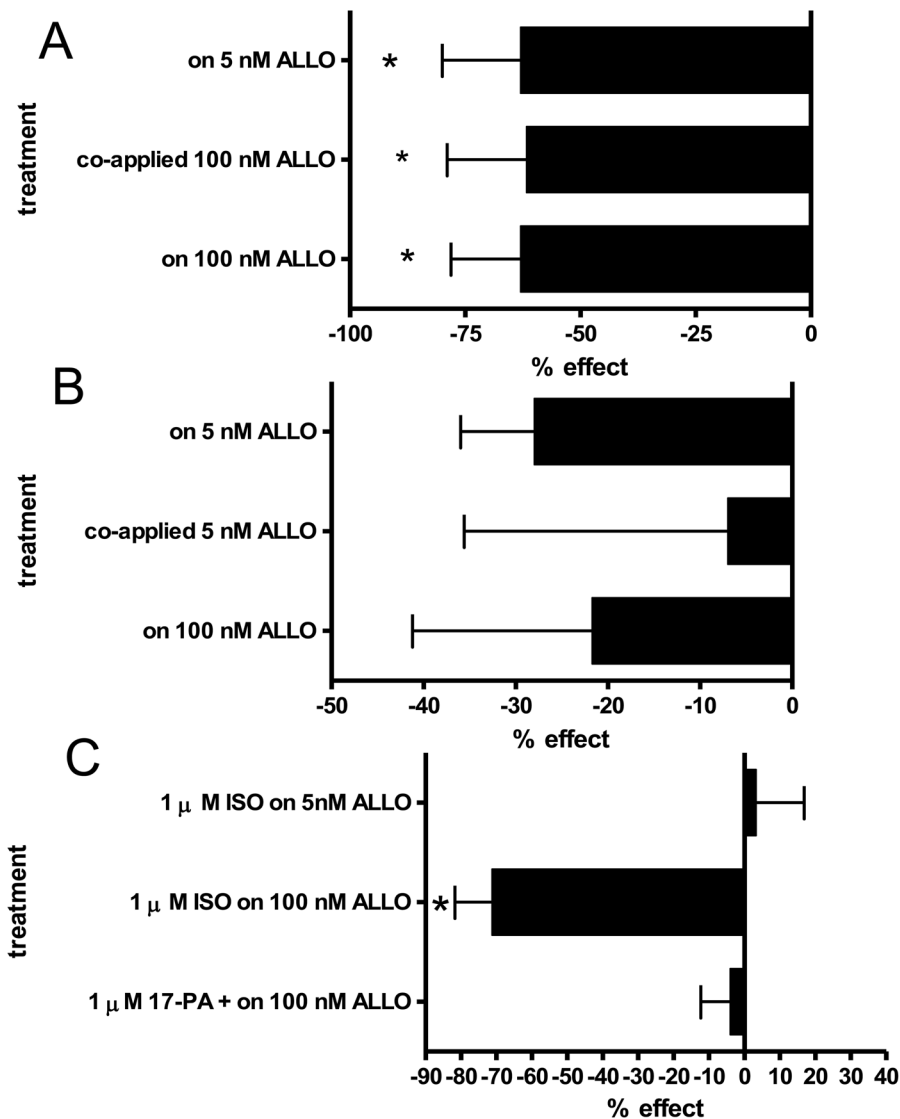 A
treatment
on 5 nM ALLO *
co-applied 100 nM ALLO *
on 100 nM ALLO *
-100 -75 -50 -25 0
% effect
B
treatment
on 5 nM ALLO
co-applied 5 nM ALLO
on 100 nM ALLO
-50 -40 -30 -20 -10 0
% effect
C
treatment
1 μ M ISO on 5nM ALLO
1 μ M ISO on 100 nM ALLO *
1 μ M 17-PA + on 100 nM ALLO
-90 -80 -70 -60 -50 -40 -30 -20 -10 0 10 20 30 40
% effect